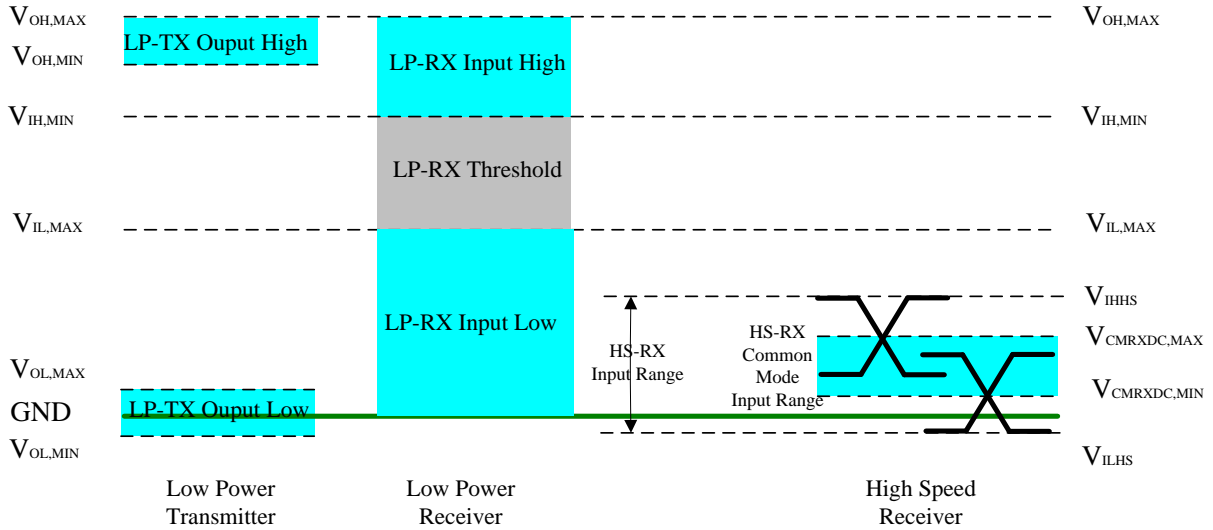 VOH,MAX
LP-TX Ouput High
VOH,MIN
LP-RX Input High
VOH,MAX
VIH,MIN
VIH,MIN
LP-RX Threshold
VIL,MAX
VIL,MAX
LP-RX Input Low
VIHHS
HS-RX
Input Range
HS-RX
Common
Mode
Input Range
VCMRXDC,MAX
VCMRXDC,MIN
VOL,MAX
GND
LP-TX Ouput Low
VOL,MIN
VILHS
Low Power
Transmitter
Low Power
Receiver
High Speed
Receiver